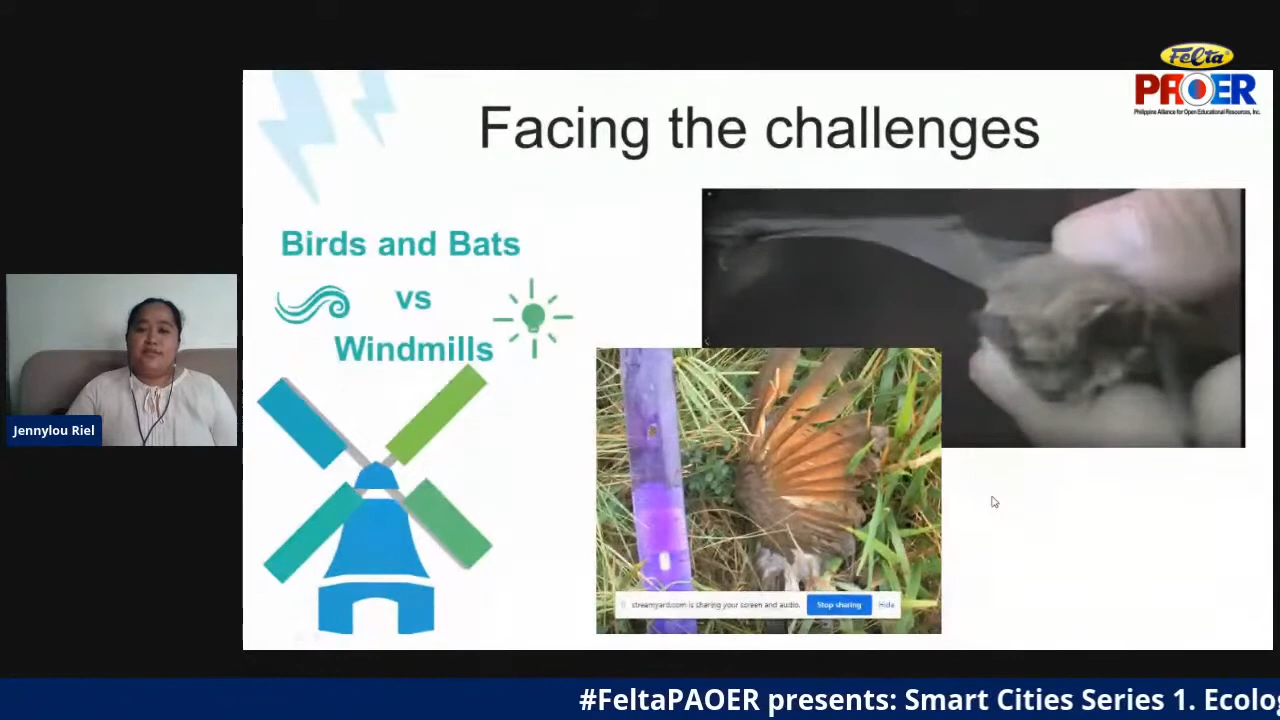 Felta
PAOER
Philippine Alliance for Open Educational Resources, Inc.
Facing the challenges
Birds and Bats
vs
Windmills
Jennylou Riel
streamyard.com is sharing your screen and audio.
Stop sharing
Hide
#FeltaPAOER presents: Smart Cities Series 1. Ecolo